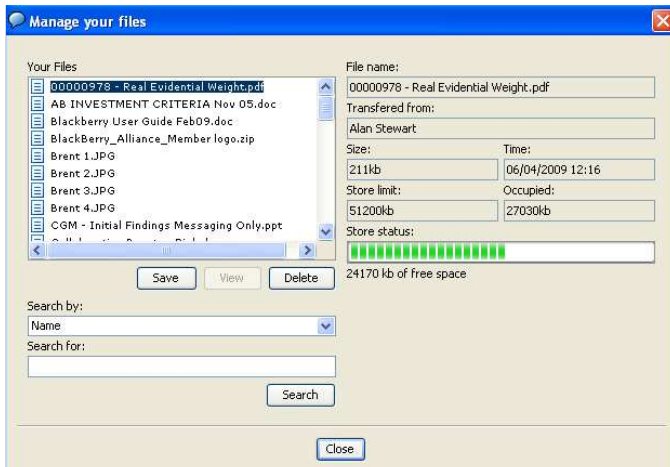 Manage your files
Your Files
00000978 - Real Evidential Weight.pdf
AB INVESTMENT CRITERIA Nov 05.doc
Blackberry User Guide Feb09.doc
BlackBerry_Alliance_Member logo.zip
Brent 1.JPG
Brent 2.JPG
Brent 3.JPG
Brent 4.JPG
CGM - Initial Findings Messaging Only.ppt
Save View Delete
Search by:
Name
Search for:
Search
File name:
00000978 - Real Evidential Weight.pdf
Transfered from:
Alan Stewart
Size: Time:
211kb 06/04/2009 12:16
Store limit: Occupied:
51200kb 27030kb
Store status:
24170 kb of free space
Close